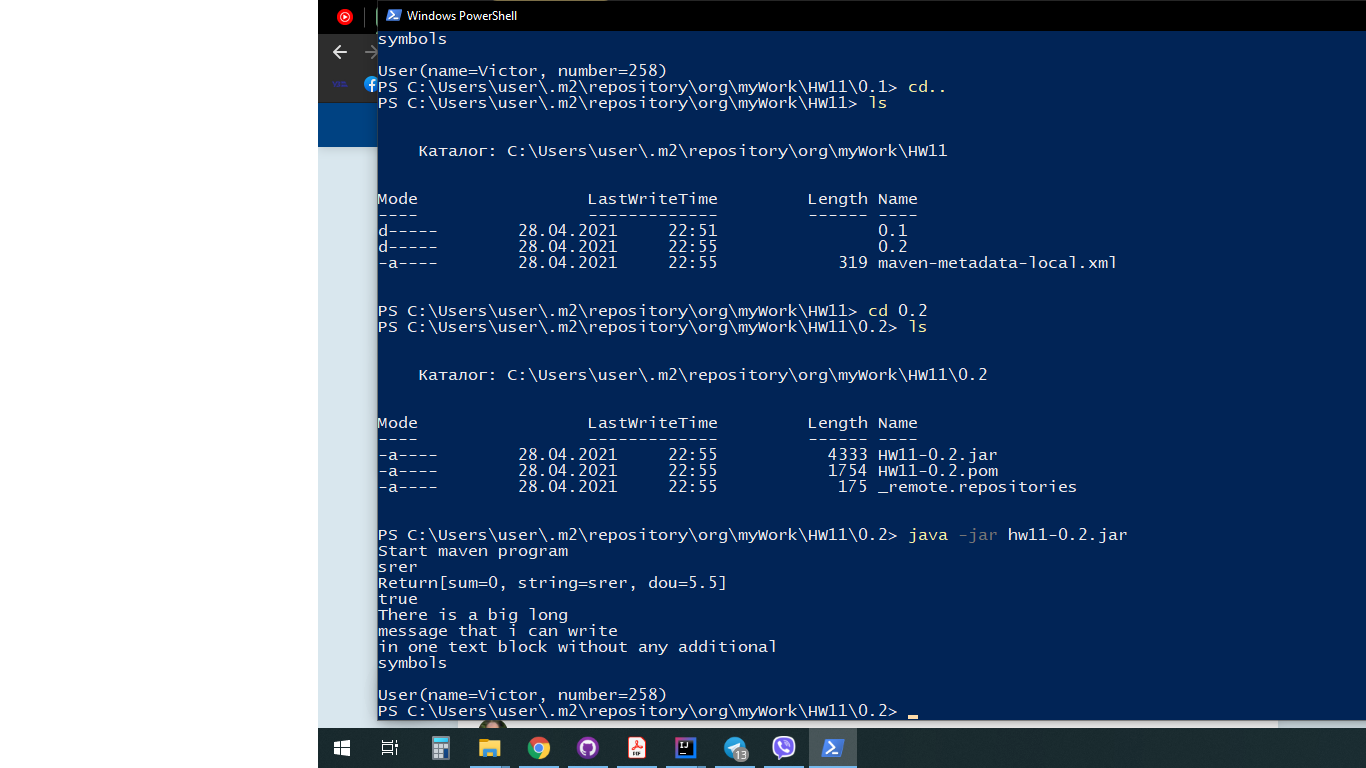 Windows PowerShell
symbols
User(name=Victor, number=258)
PS C:\Users\user\.m2\repository\org\myWork\HW11\0.1> cd..
PS C:\Users\user\.m2\repository\org\myWork\HW11> ls
Каталог: C:\Users\user\.m2\repository\org\myWork\HW11
Mode LastWriteTime Length Name
---- ------------- ------ ----
d----- 28.04.2021 22:51 0.1
d----- 28.04.2021 22:55 0.2
-a---- 28.04.2021 22:55 319 maven-metadata-local.xml
PS C:\Users\user\.m2\repository\org\myWork\HW11> cd 0.2
PS C:\Users\user\.m2\repository\org\myWork\HW11\0.2> ls
Каталог: C:\Users\user\.m2\repository\org\myWork\HW11\0.2
Mode LastWriteTime Length Name
---- ------------- ------ ----
-a---- 28.04.2021 22:55 4333 HW11-0.2.jar
-a---- 28.04.2021 22:55 1754 HW11-0.2.pom
-a---- 28.04.2021 22:55 175 _remote.repositories
PS C:\Users\user\.m2\repository\org\myWork\HW11\0.2> java -jar hw11-0.2.jar
Start maven program
srer
Return[sum=0, string=srer, dou=5.5]
true
There is a big long
message that i can write
in one text block without any additional
symbols
User(name=Victor, number=258)
PS C:\Users\user\.m2\repository\org\myWork\HW11\0.2>
PDF
IJ
13